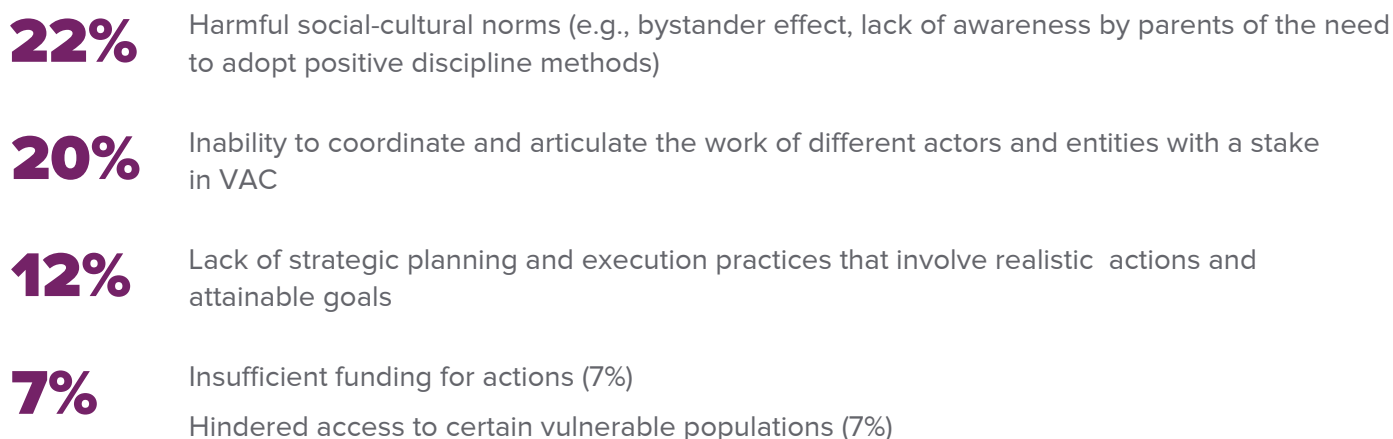 22%
Harmful social-cultural norms (e.g., bystander effect, lack of awareness by parents of the need
to adopt positive discipline methods)
20%
Inability to coordinate and articulate the work of different actors and entities with a stake
in VAC
12%
Lack of strategic planning and execution practices that involve realistic  actions and
attainable goals
7%
Insufficient funding for actions (7%)
Hindered access to certain vulnerable populations (7%)